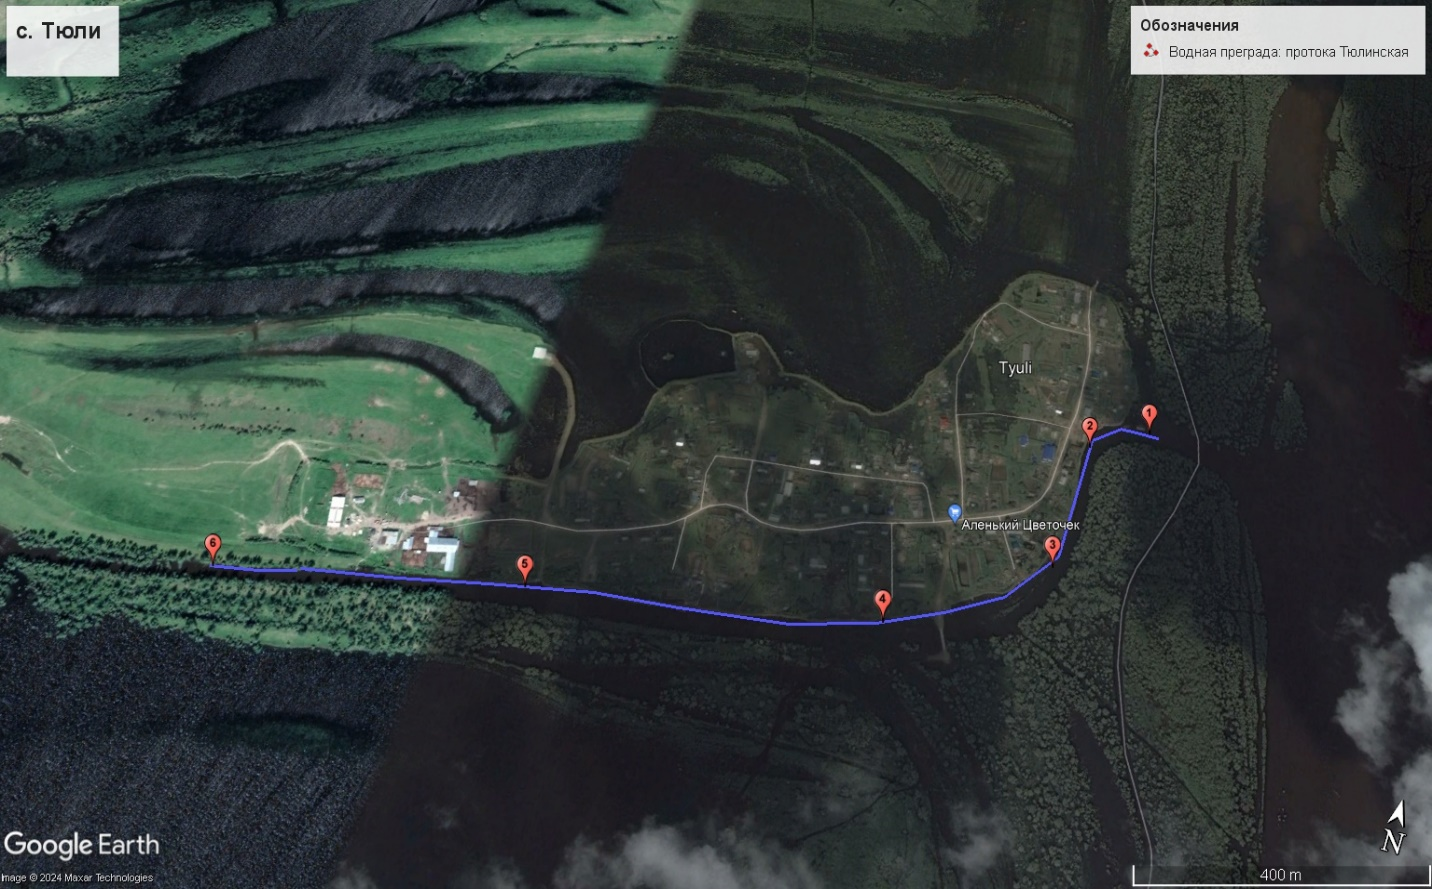 с. Тюли
Обозначения
Водная преграда: протока Тюлинская
Tyuli
1
2
Аленький Цветочек
3
6
5
4
Google Earth
Image © 2024 Maxar Technologies
N
400 m